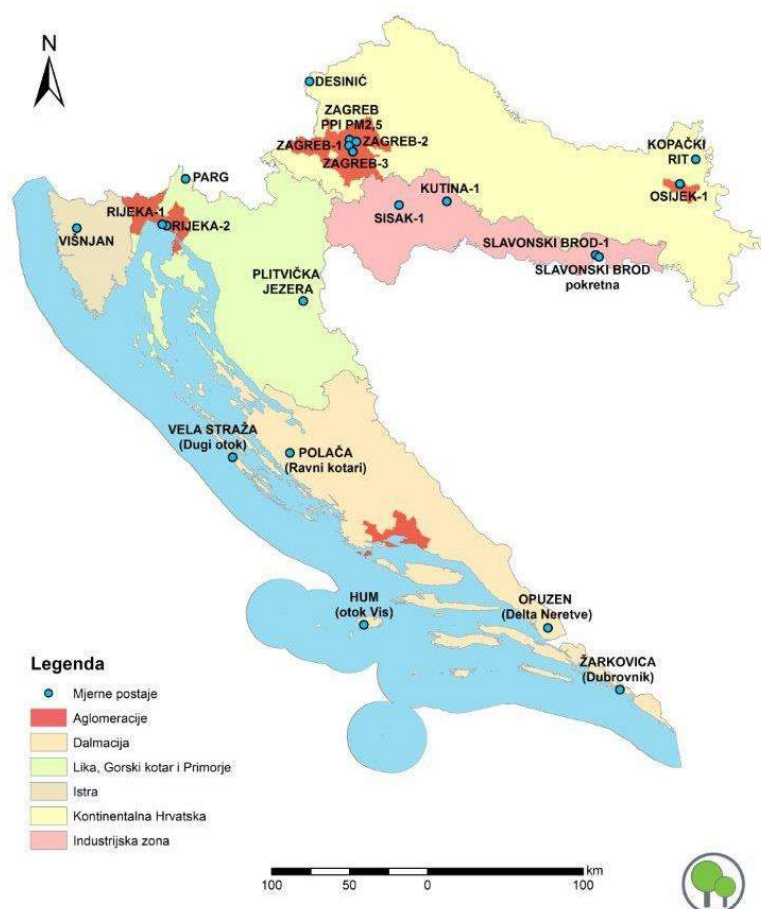 N
DESINIĆ
ZAGREB
PPI PM2,5
ZAGREB-1
ZAGREB-2
ZAGREB-3
KOPAČKI
RIT
OSIJEK-1
PARG
KUTINA-1
SISAK-1
RIJEKA-1
RIJEKA-2
VIŠNJAN
SLAVONSKI BROD-1
SLAVONSKI BROD
pokretna
PLITVIČKA
JEZERA
VELA STRAŽA
(Dugi otok)
POLAČA
(Ravni kotari)
HUM
(otok Vis)
OPUZEN
(Delta Neretve)
ŽARKOVICA
(Dubrovnik)
Legenda
Mjerne postaje
Aglomeracije
Dalmacija
Lika, Gorski kotar i Primorje
Istra
Kontinentalna Hrvatska
Industrijska zona
km
100 50 0 100